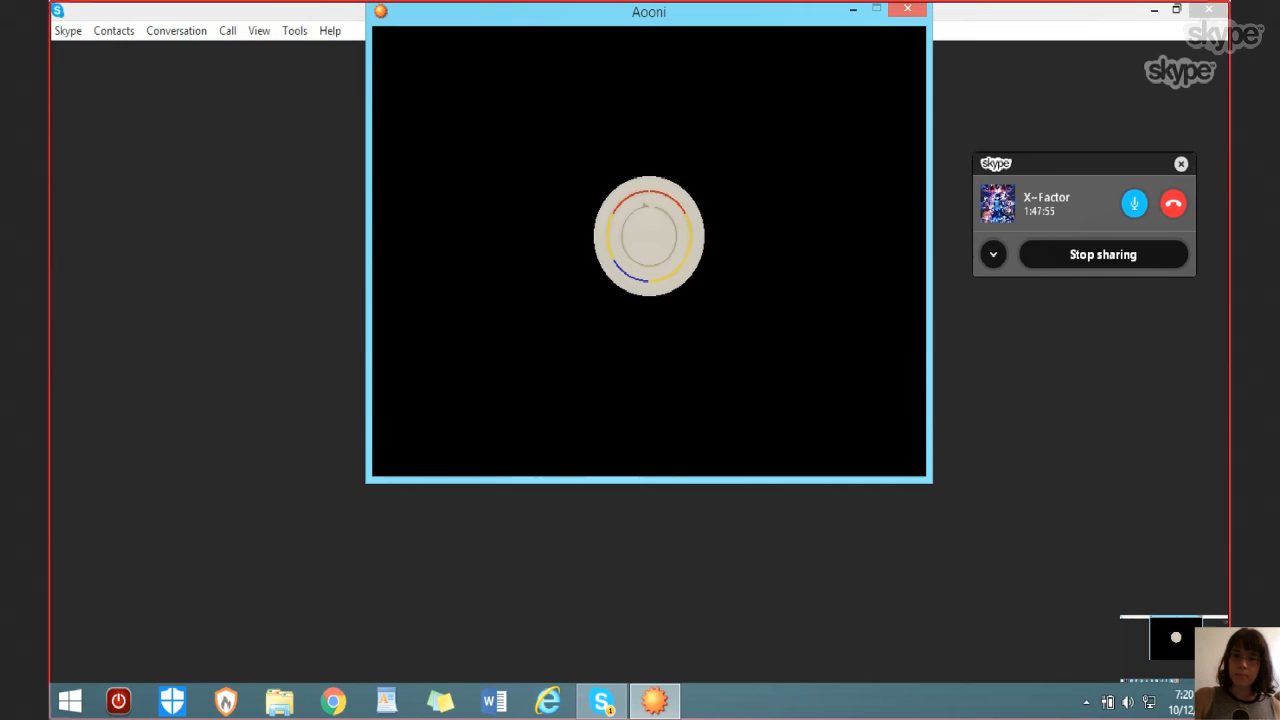 Aooni
skype
Skype Contacts Conversation Call View Tools Help
skype
skype
X~Factor
1:47:55
Stop sharing
7:20
10/12